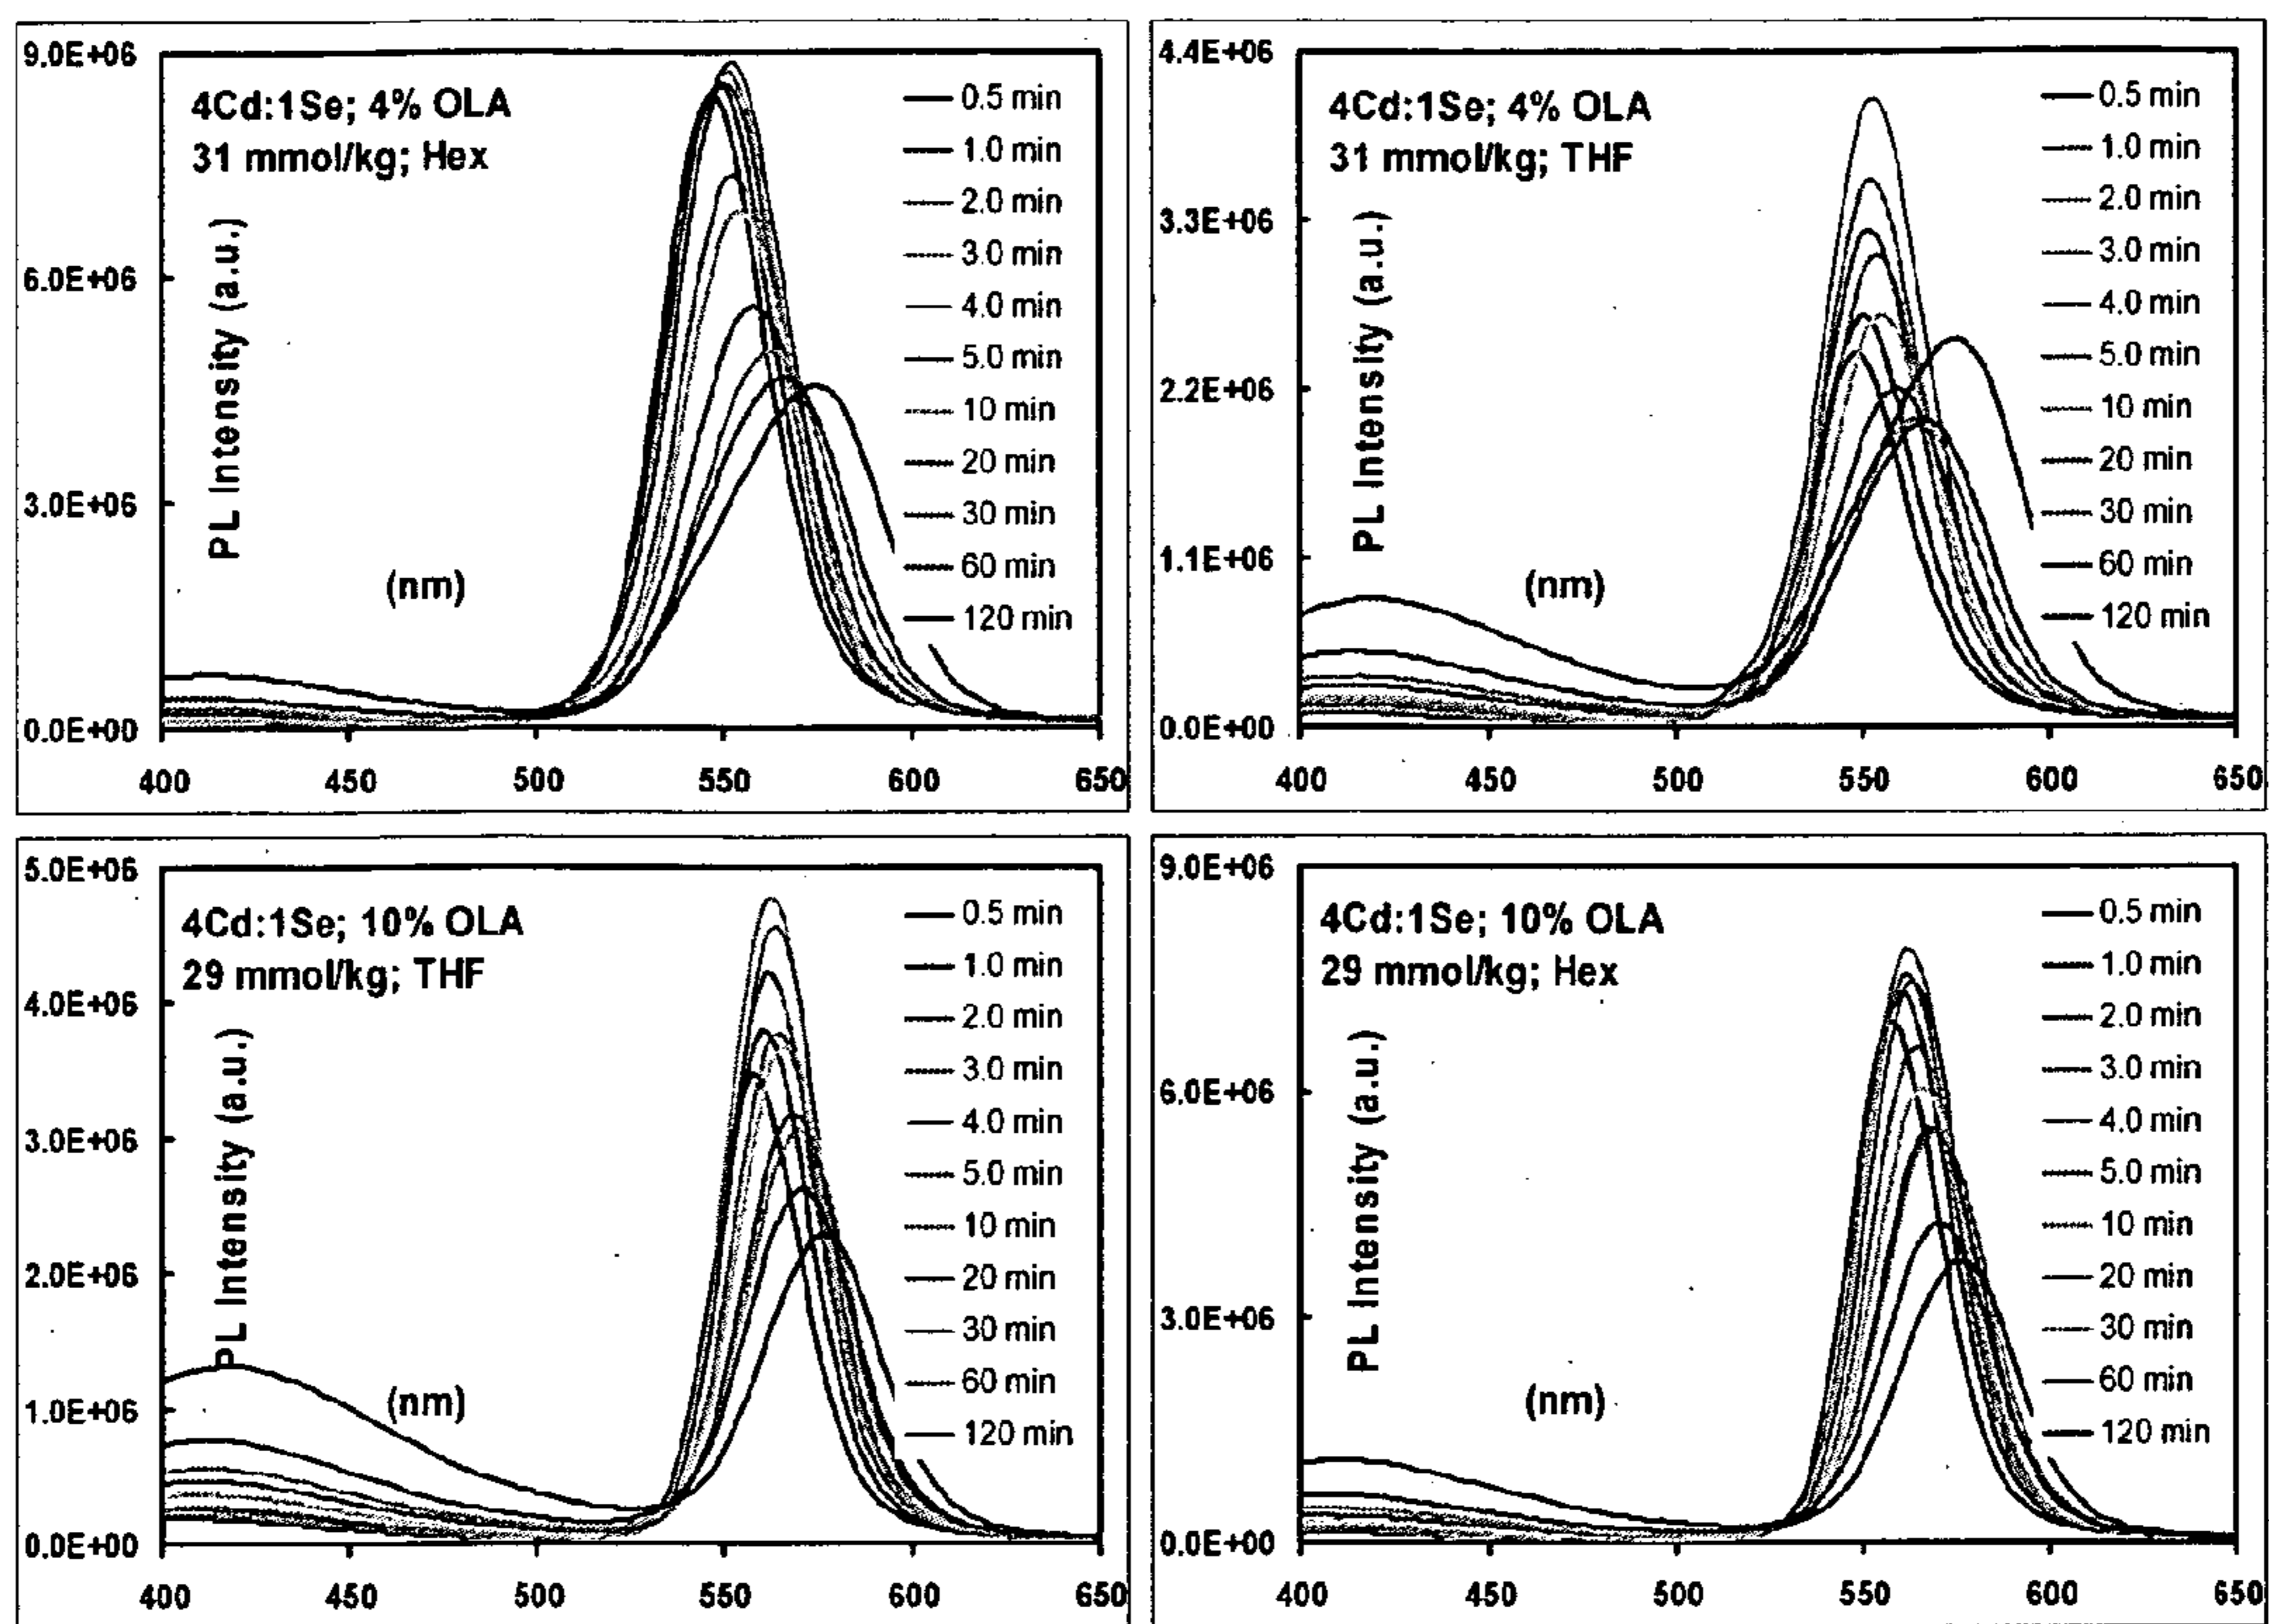 9.0E+06
6.0E+06
3.0E+06
0.0E+00
4Cd:1Se; 4% OLA
31 mmol/kg; Hex
PL Intensity (a.u.)
(nm)
0.5 min
1.0 min
2.0 min
3.0 min
4.0 min
5.0 min
10 min
20 min
30 min
60 min
120 min
400 450 500 550 600 650
4.4E+06
3.3E+06
2.2E+06
1.1E+06
0.0E+00
4Cd:1Se; 4% OLA
31 mmol/kg; THF
PL Intensity (a.u.)
(nm)
0.5 min
1.0 min
2.0 min
3.0 min
4.0 min
5.0 min
10 min
20 min
30 min
60 min
120 min
400 450 500 550 600 650
5.0E+06
4.0E+06
3.0E+06
2.0E+06
1.0E+06
0.0E+00
4Cd:1Se; 10% OLA
29 mmol/kg; THF
PL Intensity (a.u.)
(nm)
0.5 min
1.0 min
2.0 min
3.0 min
4.0 min
5.0 min
10 min
20 min
30 min
60 min
120 min
400 450 500 550 600 650
9.0E+06
6.0E+06
3.0E+06
0.0E+00
4Cd:1Se; 10% OLA
29 mmol/kg; Hex
PL Intensity (a.u.)
(nm)
0.5 min
1.0 min
2.0 min
3.0 min
4.0 min
5.0 min
10 min
20 min
30 min
60 min
120 min
400 450 500 550 600 650